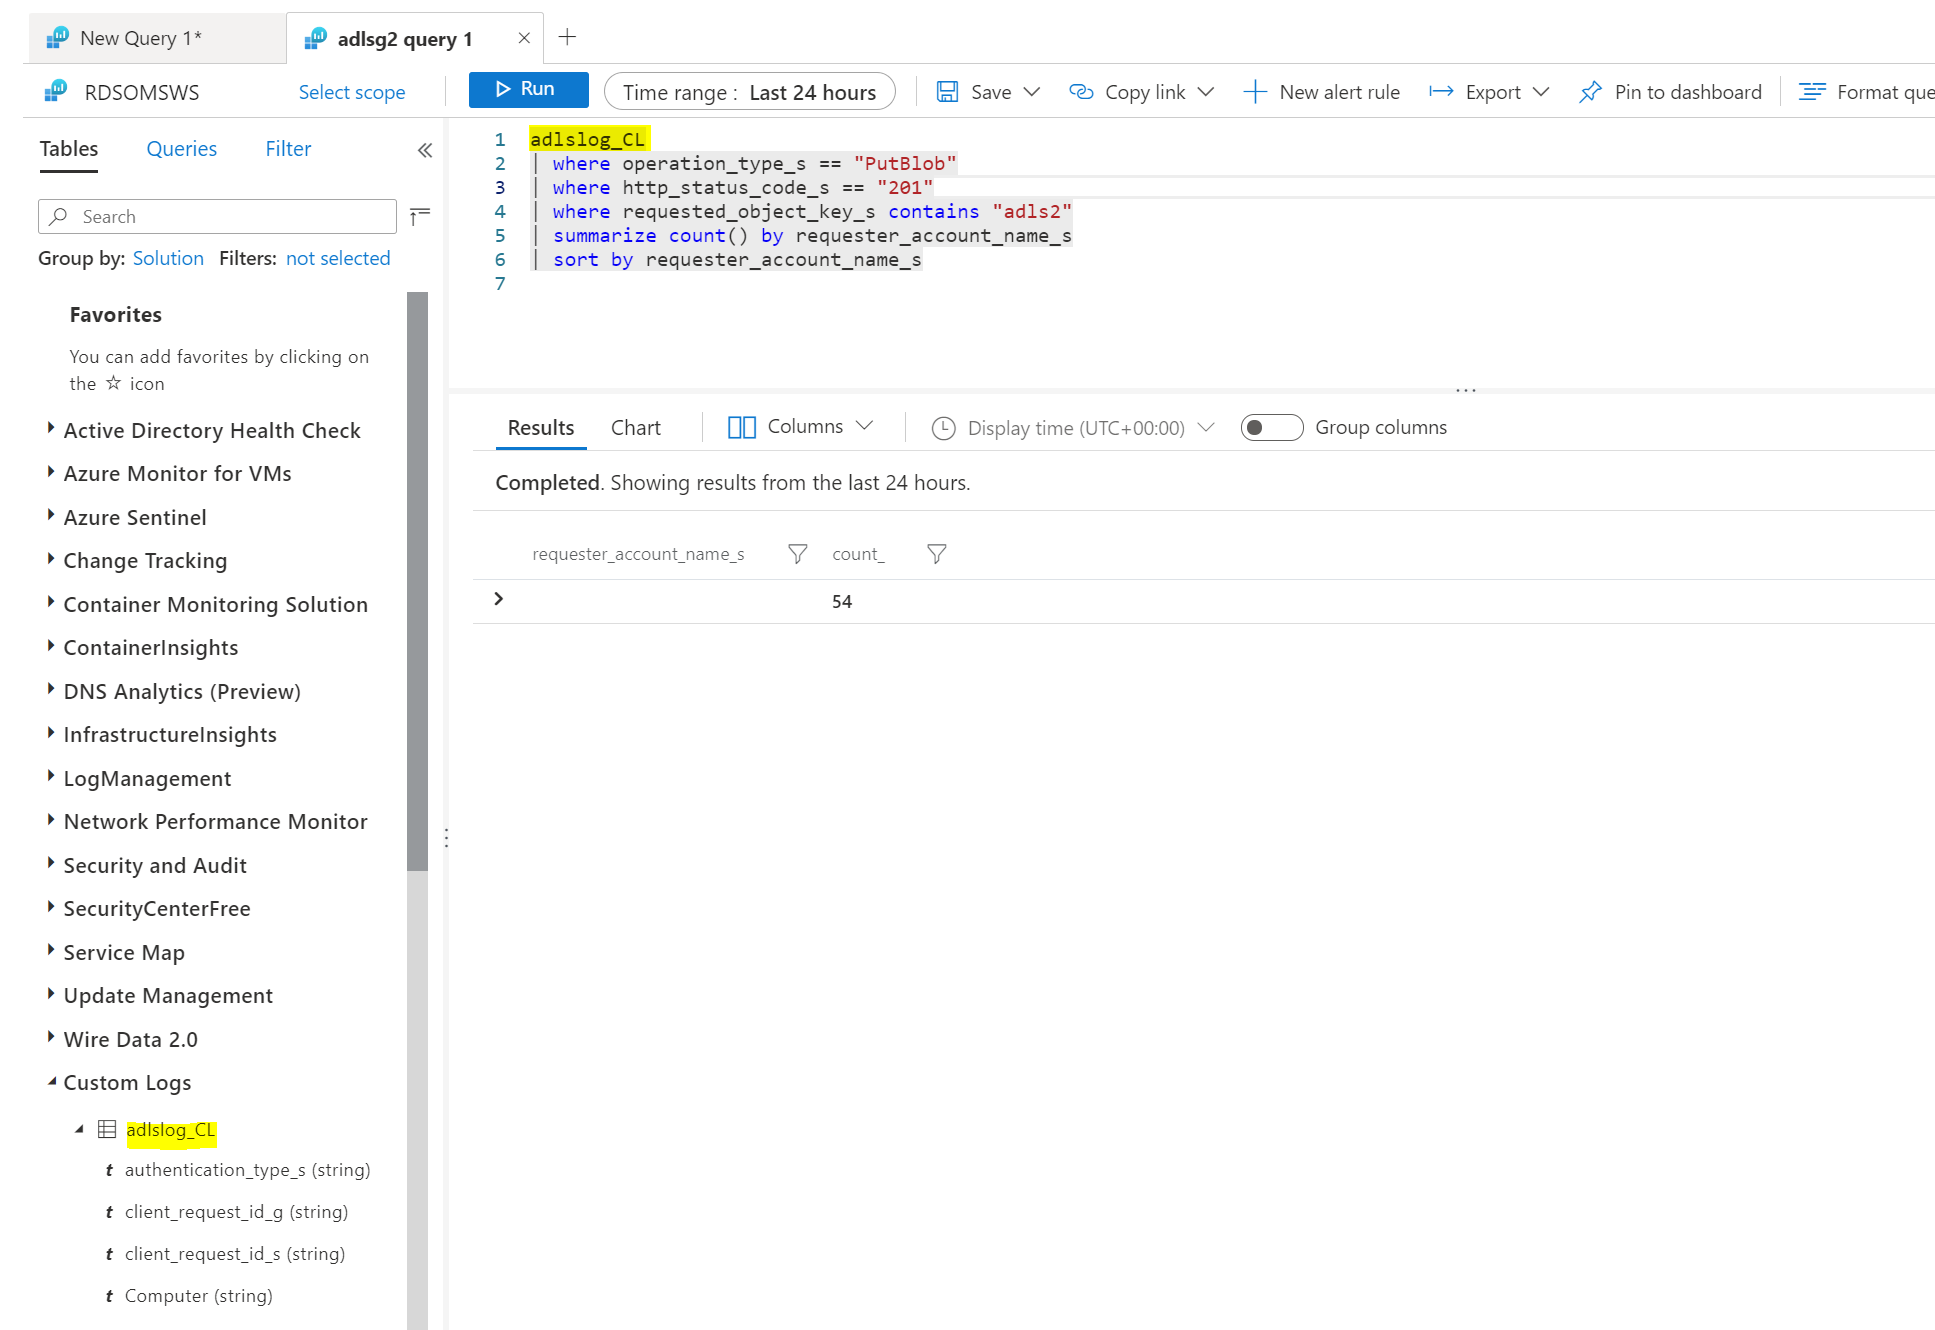 New Query 1*
adlsg2 query 1
RDSOMSWS
Select scope
Run
Time range : Last 24 hours
Save
Copy link
New alert rule
Export
Pin to dashboard
Format que
Tables
Queries
Filter
Search
Group by: Solution Filters: not selected
Favorites
You can add favorites by clicking on
the ☆ icon
Active Directory Health Check
Azure Monitor for VMs
Azure Sentinel
Change Tracking
Container Monitoring Solution
ContainerInsights
DNS Analytics (Preview)
InfrastructureInsights
LogManagement
Network Performance Monitor
Security and Audit
SecurityCenterFree
Service Map
Update Management
Wire Data 2.0
Custom Logs
adlslog_CL
t authentication_type_s (string)
t client_request_id_g (string)
t client_request_id_s (string)
t Computer (string)
1 adlslog_CL
2 | where operation_type_s == "PutBlob"
3 | where http_status_code_s == "201"
4 | where requested_object_key_s contains "adls2"
5 | summarize count() by requester_account_name_s
6 | sort by requester_account_name_s
7
Results
Chart
Columns
Display time (UTC+00:00)
Group columns
Completed. Showing results from the last 24 hours.
requester_account_name_s
count_
54